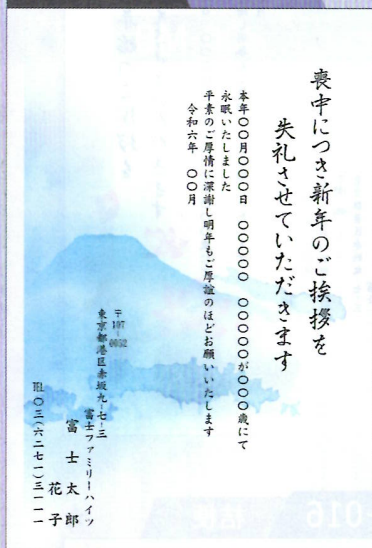 喪中につき新年のご挨拶を
失礼させていただきます
本年〇〇月〇〇〇日　〇〇〇〇〇　〇〇〇〇〇が〇〇〇歳にて
永眠いたしました
平素のご厚情に深謝し明年もご厚誼のほどお願いいたします
令和六年　〇〇月
〒107-0052
東京都港区赤坂九-七-三
富士ファミリーハイツ
富士太郎
花子
TEL〇三(六二七一)三一一一
-016